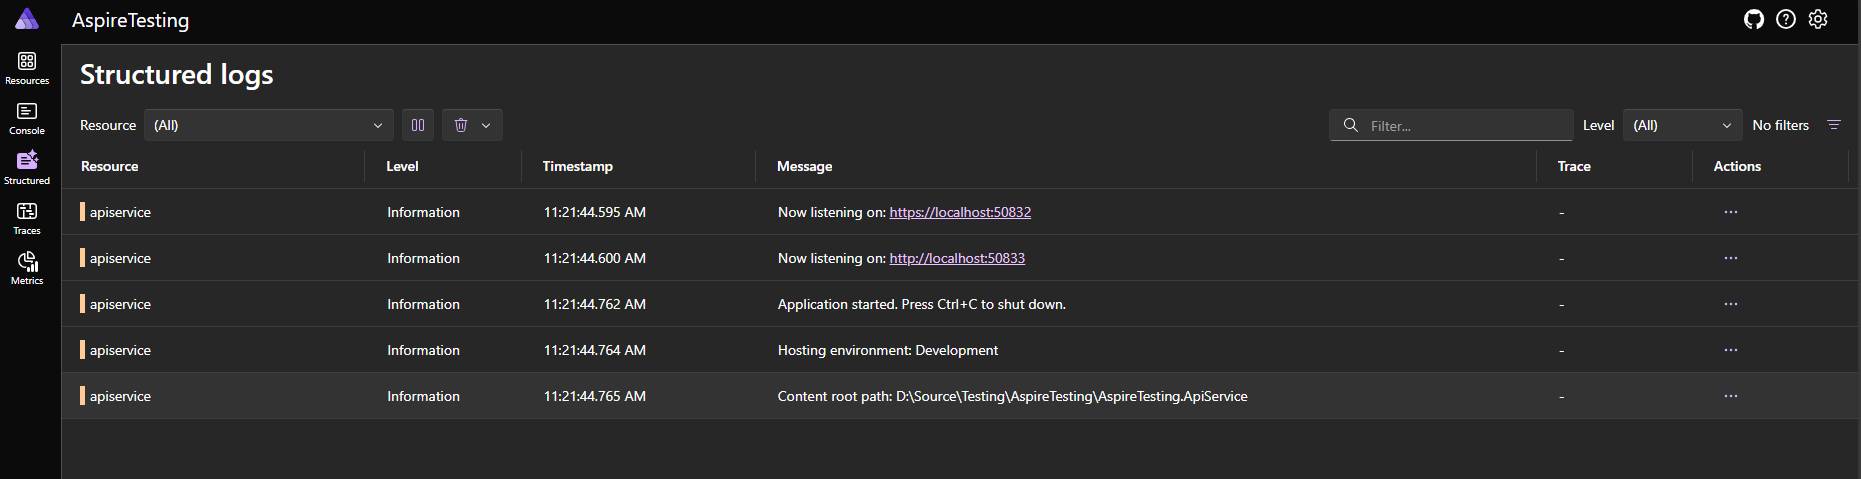 AspireTesting
Resources
Console
Structured
Traces
Metrics
Structured logs
Resource (All) Filter... Level (All) No filters
Resource Level Timestamp Message Trace Actions
apiservice Information 11:21:44.595 AM Now listening on: https://localhost:50832 - ...
apiservice Information 11:21:44.600 AM Now listening on: http://localhost:50833 - ...
apiservice Information 11:21:44.762 AM Application started. Press Ctrl+C to shut down. - ...
apiservice Information 11:21:44.764 AM Hosting environment: Development - ...
apiservice Information 11:21:44.765 AM Content root path: D:\Source\Testing\AspireTesting\AspireTesting.ApiService - ...